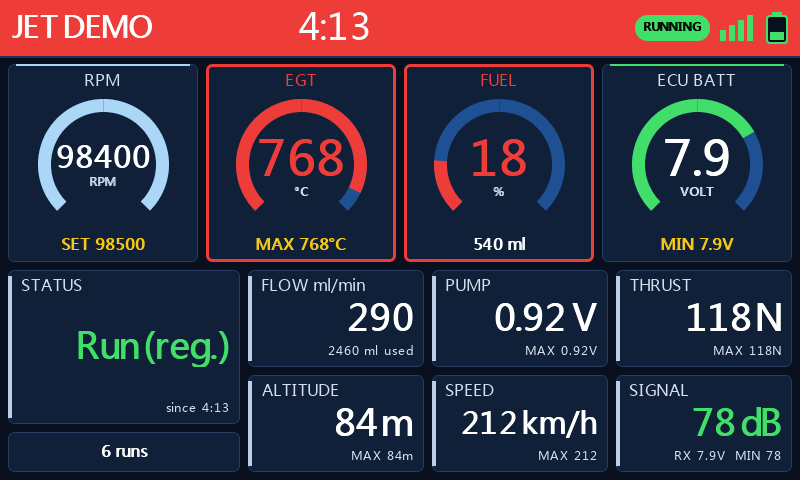 JET DEMO
4:13
RUNNING
RPM
98400
RPM
SET 98500
EGT
768
°C
MAX 768°C
FUEL
18
%
540 ml
ECU BATT
7.9
VOLT
MIN 7.9V
STATUS
Run (reg.)
since 4:13
6 runs
FLOW ml/min
290
2460 ml used
PUMP
0.92 V
MAX 0.92V
THRUST
118N
MAX 118N
ALTITUDE
84m
MAX 84m
SPEED
212 km/h
MAX 212
SIGNAL
78 dB
RX 7.9V MIN 78